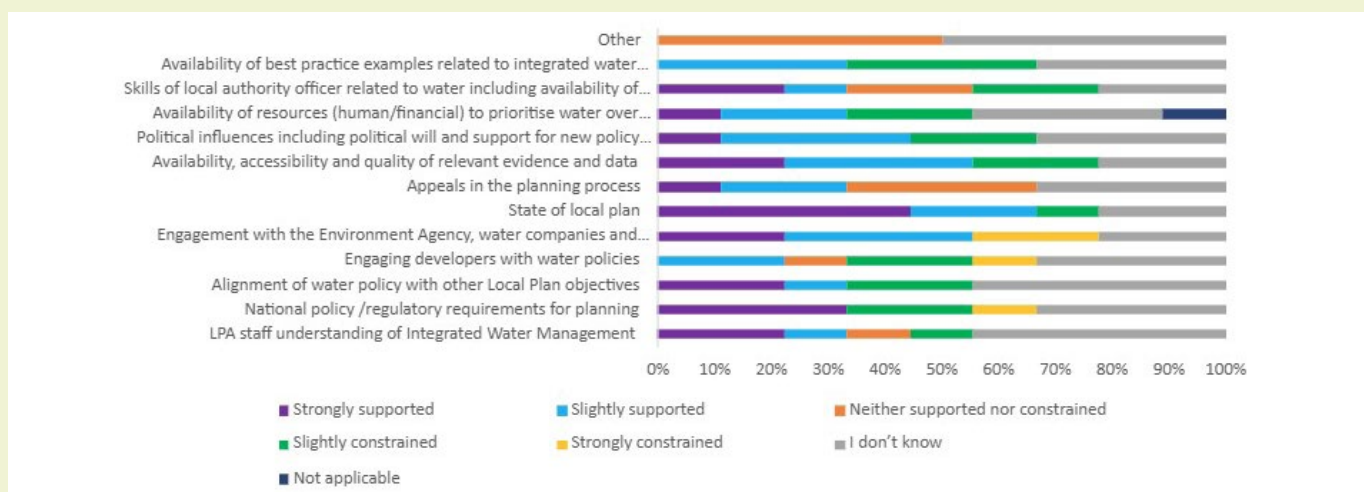 Other
Availability of best practice examples related to integrated water...
Skills of local authority officer related to water including availability of...
Availability of resources (human/financial) to prioritise water over...
Political influences including political will and support for new policy...
Availability, accessibility and quality of relevant evidence and data
Appeals in the planning process
State of local plan
Engagement with the Environment Agency, water companies and...
Engaging developers with water policies
Alignment of water policy with other Local Plan objectives
National policy /regulatory requirements for planning
LPA staff understanding of Integrated Water Management
0% 10% 20% 30% 40% 50% 60% 70% 80% 90% 100%
Strongly supported Slightly supported Neither supported nor constrained
Slightly constrained Strongly constrained I don't know
Not applicable